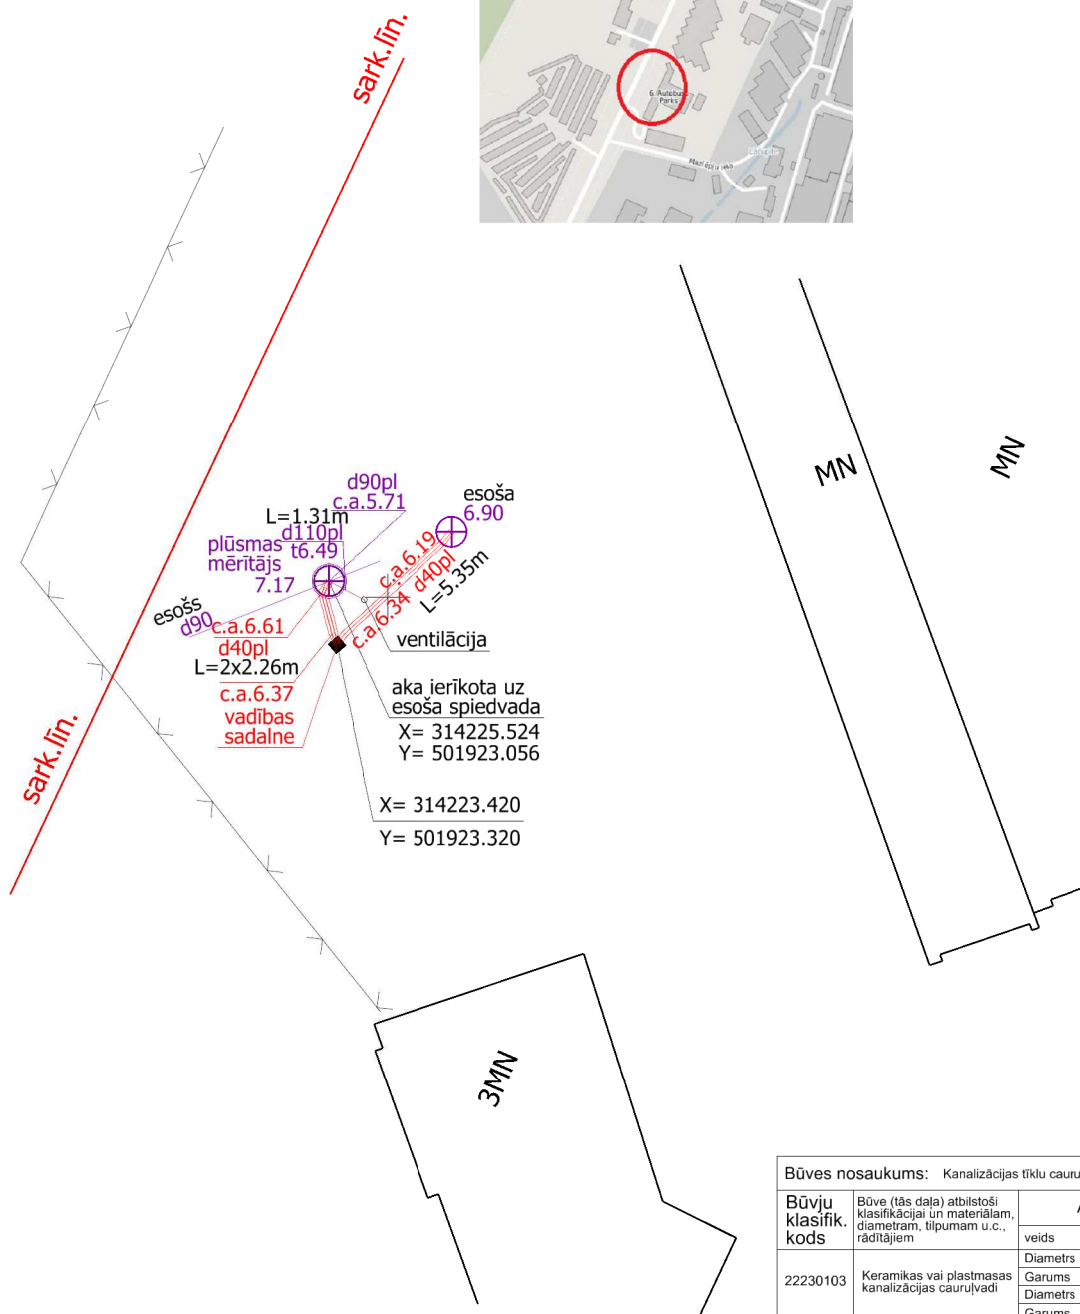 sark.līn.
6. Autobusu
Parks
Mazliepju iela
MN
MN
d90pl
c.a.5.71
esoša
6.90
L=1.31m
d110pl
t6.49
plūsmas
mērītājs
7.17
c.a.6.19
d40pl
L=5.35m
c.a.6.34
esošs
d90
c.a.6.61
d40pl
L=2x2.26m
c.a.6.37
vadības
sadalne
ventilācija
aka ierīkota uz
esoša spiedvada
X= 314225.524
Y= 501923.056
X= 314223.420
Y= 501923.320
sark.līn.
3MN
Būves nosaukums: Kanalizācijas tīklu cauru
Būvju
klasifik.
kods
Būve (tās daļa) atbilstoši
klasifikācijai un materiālam,
diametram, tilpumam u.c.,
rādītājiem
veids
22230103
Keramikas vai plastmasas
kanalizācijas cauruļvadi
Diametrs
Garums
Diametrs
Garums